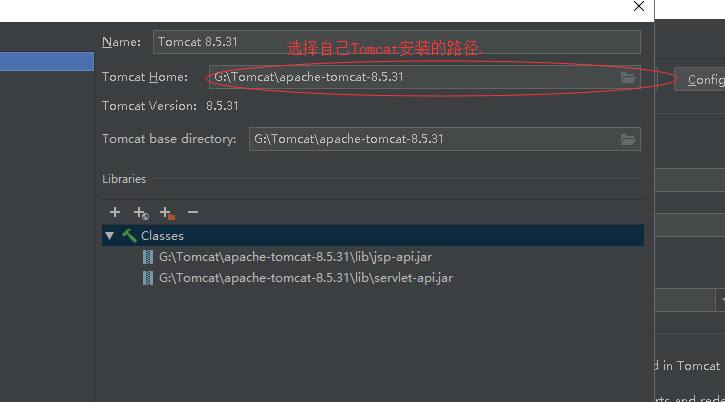 Name: Tomcat 8.5.31
选择自己Tomcat安装的路径.
Tomcat Home: G:\Tomcat\apache-tomcat-8.5.31
Config
Tomcat Version: 8.5.31
Tomcat base directory: G:\Tomcat\apache-tomcat-8.5.31
Libraries
Classes
G:\Tomcat\apache-tomcat-8.5.31\lib\jsp-api.jar
G:\Tomcat\apache-tomcat-8.5.31\lib\servlet-api.jar
d in Tomcat
rts and rede